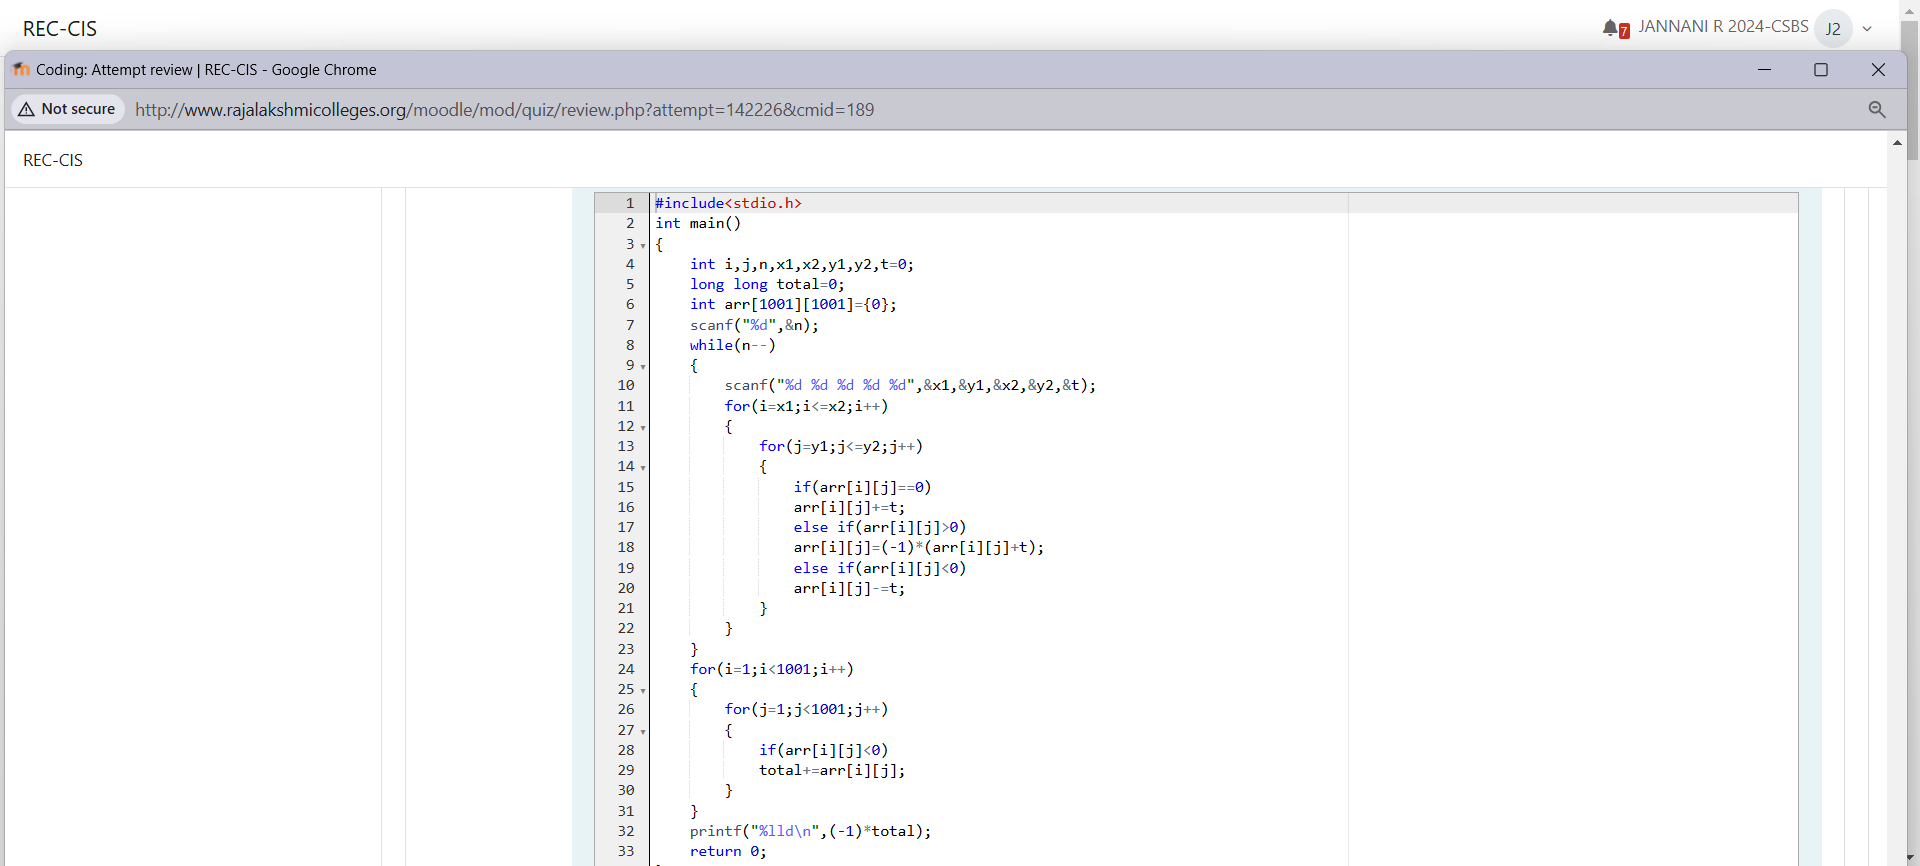 REC-CIS
7 JANNANI R 2024-CSBS J2
Coding: Attempt review | REC-CIS - Google Chrome
Not secure http://www.rajalakshmicolleges.org/moodle/mod/quiz/review.php?attempt=142226&cmid=189
REC-CIS
1 #include<stdio.h>
2 int main()
3 {
4     int i,j,n,x1,x2,y1,y2,t=0;
5     long long total=0;
6     int arr[1001][1001]={0};
7     scanf("%d",&n);
8     while(n--)
9     {
10         scanf("%d %d %d %d %d",&x1,&y1,&x2,&y2,&t);
11         for(i=x1;i<=x2;i++)
12         {
13             for(j=y1;j<=y2;j++)
14             {
15                 if(arr[i][j]==0)
16                 arr[i][j]+=t;
17                 else if(arr[i][j]>0)
18                 arr[i][j]=(-1)*(arr[i][j]+t);
19                 else if(arr[i][j]<0)
20                 arr[i][j]-=t;
21             }
22         }
23     }
24     for(i=1;i<1001;i++)
25     {
26         for(j=1;j<1001;j++)
27         {
28             if(arr[i][j]<0)
29             total+=arr[i][j];
30         }
31     }
32     printf("%lld\n",(-1)*total);
33     return 0;